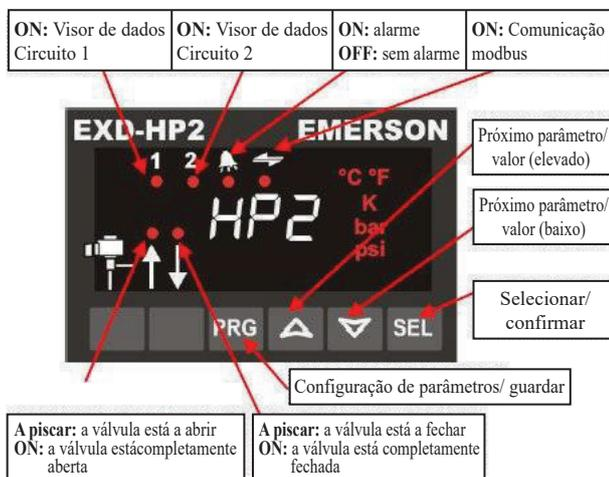 ON: Visor de dados
Circuito 1
ON: Visor de dados
Circuito 2
ON: alarme
OFF: sem alarme
ON: Comunicação
modbus
EXD-HP2
EMERSON
1 2
°C °F
K
bar
psi
HP2
PRG
SEL
Próximo parâmetro/
valor (elevado)
Próximo parâmetro/
valor (baixo)
Selecionar/
confirmar
Configuração de parâmetros/ guardar
A piscar: a válvula está a abrir
ON: a válvula estácompletamente
aberta
A piscar: a válvula está a fechar
ON: a válvula está completamente
fechada